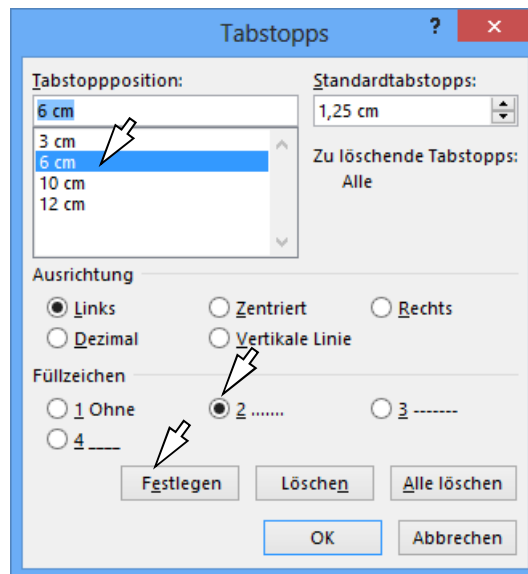 Tabstopps ? ×
Tabstoppposition: Standardtabstopps:
6 cm 1,25 cm
3 cm
6 cm
10 cm
12 cm
Zu löschende Tabstopps:
Alle
Ausrichtung
Links Zentriert Rechts
Dezimal Vertikale Linie
Füllzeichen
1 Ohne 2 ....... 3 -------
4 ____
Festlegen Löschen Alle löschen
OK Abbrechen